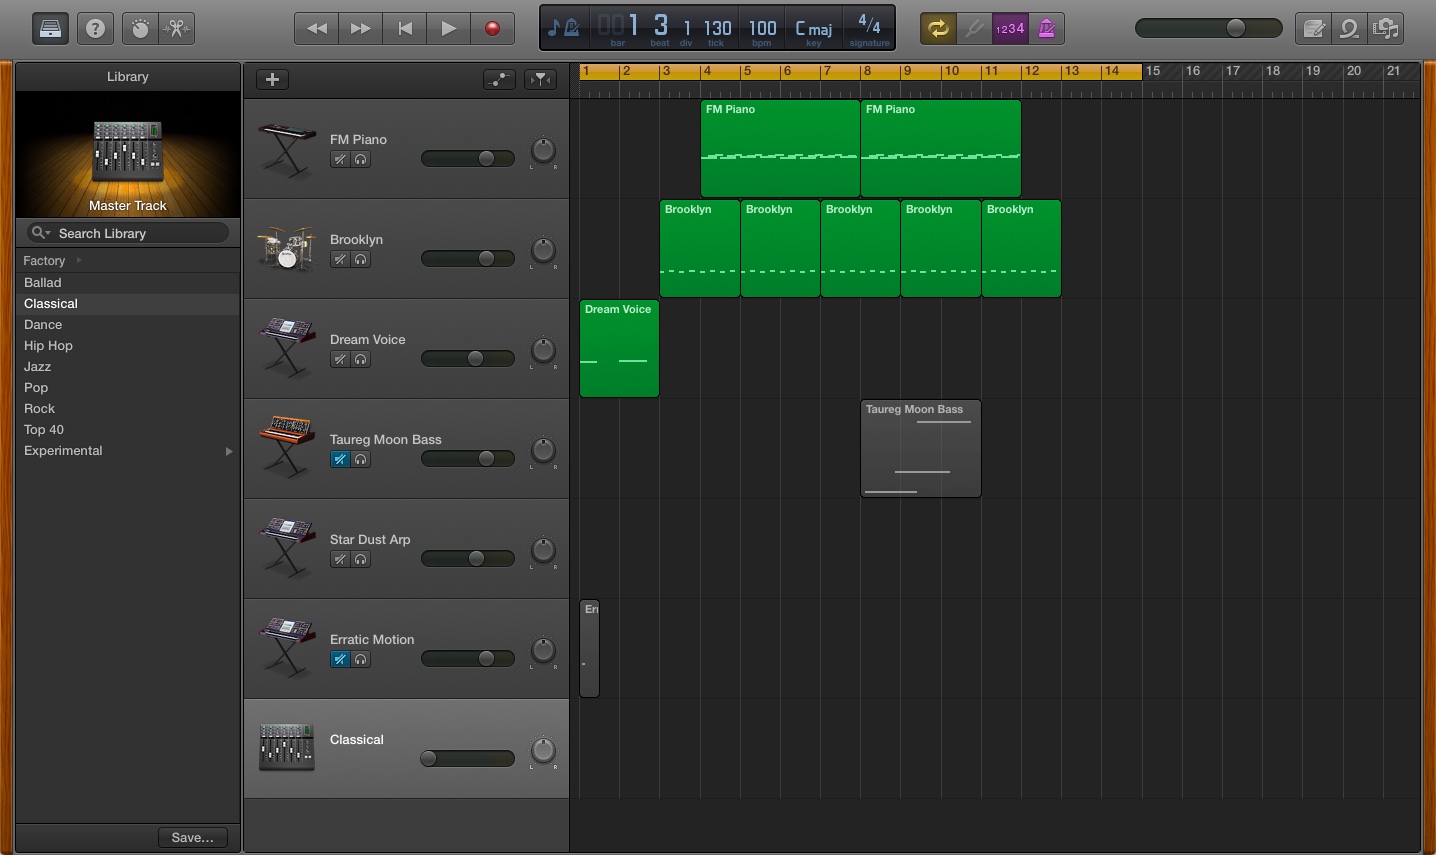 00 1 3 1 130 100 C maj 4/4
bar beat div tick bpm key signature
1234
Library
Master Track
Search Library
Factory
Ballad
Classical
Dance
Hip Hop
Jazz
Pop
Rock
Top 40
Experimental
Save...
1 2 3 4 5 6 7 8 9 10 11 12 13 14 15 16 17 18 19 20 21
FM Piano
L R
FM Piano FM Piano
Brooklyn
L R
Brooklyn Brooklyn Brooklyn Brooklyn Brooklyn
Dream Voice
L R
Dream Voice
Taureg Moon Bass
L R
Taureg Moon Bass
Star Dust Arp
L R
Erratic Motion
L R
Classical
L R